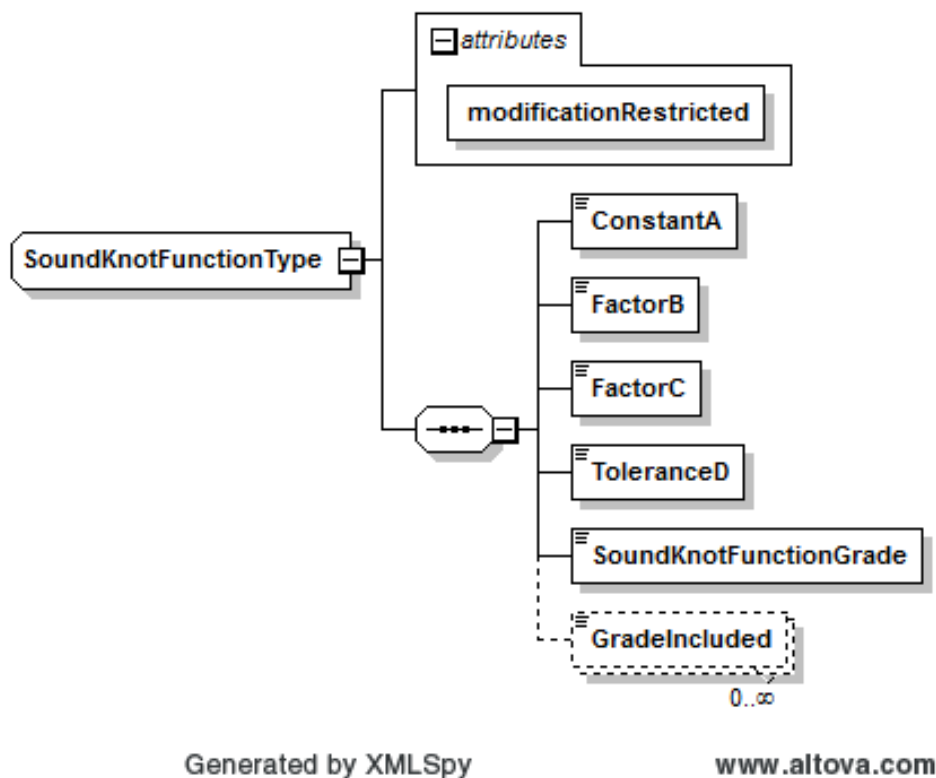 attributes
modificationRestricted
SoundKnotFunctionType
ConstantA
FactorB
FactorC
ToleranceD
SoundKnotFunctionGrade
GradeIncluded
0..∞
Generated by XMLSpy
www.altova.com